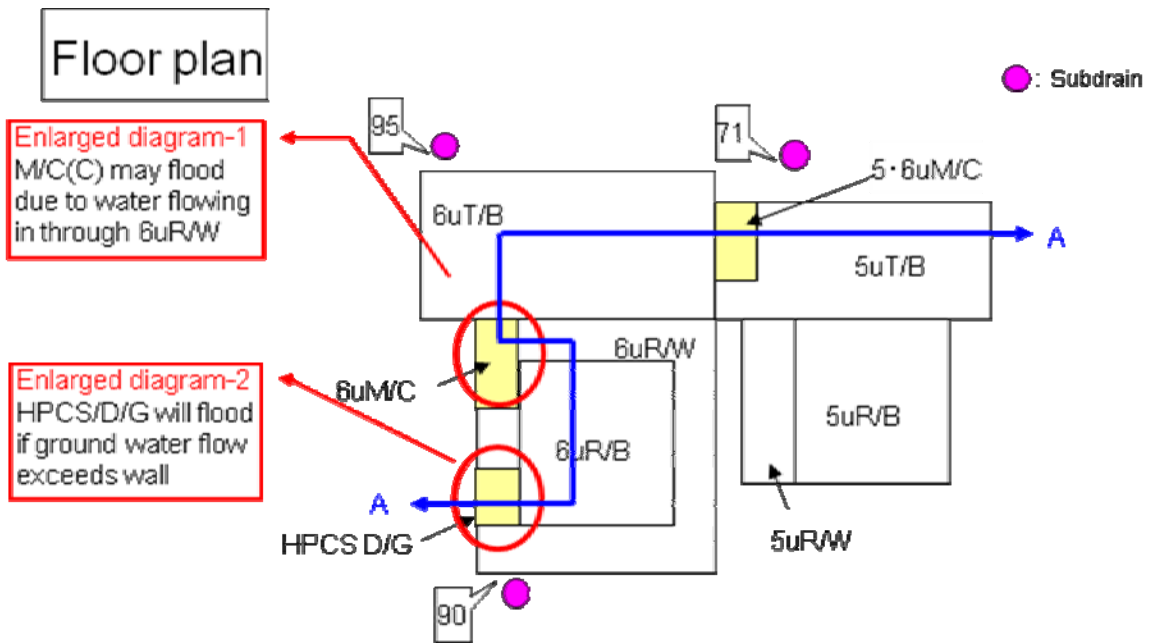 Floor plan
: Subdrain
Enlarged diagram-1
M/C(C) may flood
due to water flowing
in through 6uR/W
95
71
5・6uM/C
6uT/B
A
5uT/B
6uR/W
Enlarged diagram-2
HPCS/D/G will flood
if ground water flow
exceeds wall
6uM/C
5uR/B
6uR/B
A
HPCS D/G
5uR/W
90